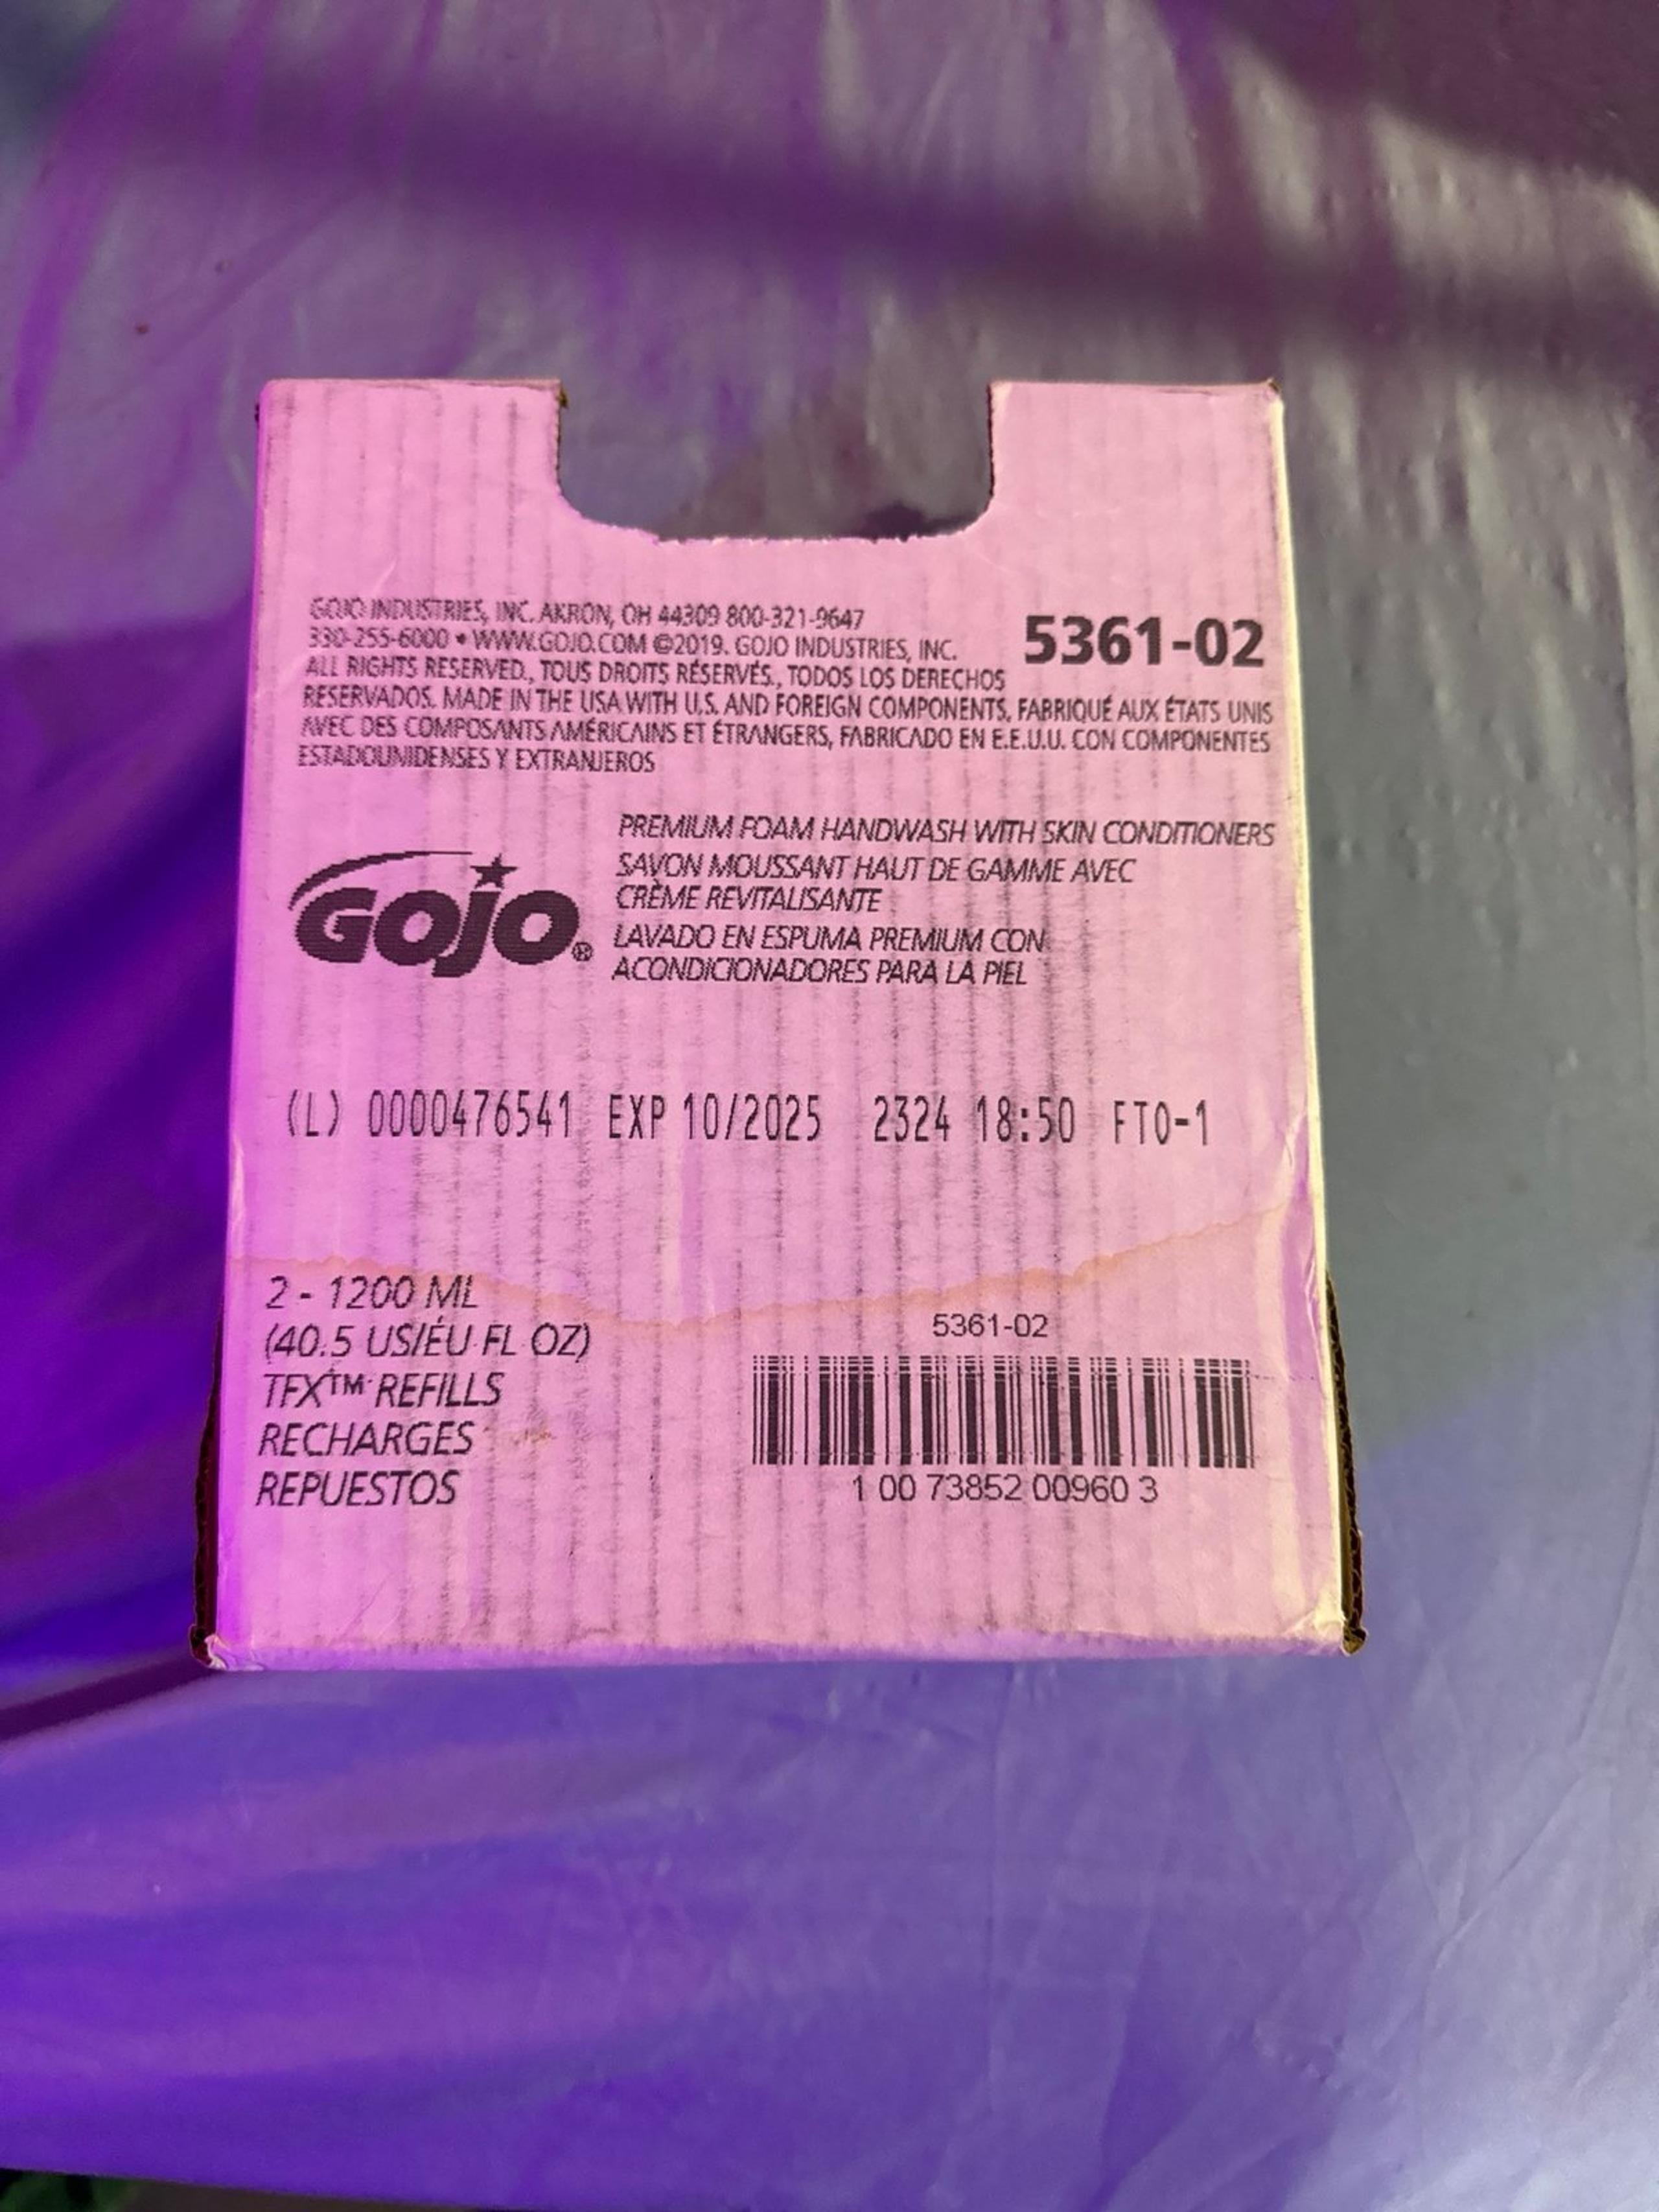 GOJO INDUSTRIES, INC. AKRON, OH 44309 800-321-9647
330-255-6000 • WWW.GOJO.COM ©2019. GOJO INDUSTRIES, INC.
ALL RIGHTS RESERVED., TOUS DROITS RÉSERVÉS., TODOS LOS DERECHOS
RESERVADOS. MADE IN THE USA WITH U.S. AND FOREIGN COMPONENTS, FABRIQUÉ AUX ÉTATS UNIS
AVEC DES COMPOSANTS AMÉRICAINS ET ÉTRANGERS, FABRICADO EN E.E.U.U. CON COMPONENTES
ESTADOUNIDENSES Y EXTRANJEROS
5361-02
GOJO®
PREMIUM FOAM HANDWASH WITH SKIN CONDITIONERS
SAVON MOUSSANT HAUT DE GAMME AVEC
CRÈME REVITALISANTE
LAVADO EN ESPUMA PREMIUM CON
ACONDICIONADORES PARA LA PIEL
(L) 0000476541 EXP 10/2025 2324 18:50 FTO-1
2 - 1200 ML
(40.5 US/ÉU FL OZ)
TFX™ REFILLS
RECHARGES
REPUESTOS
5361-02
1 00 73852 00960 3